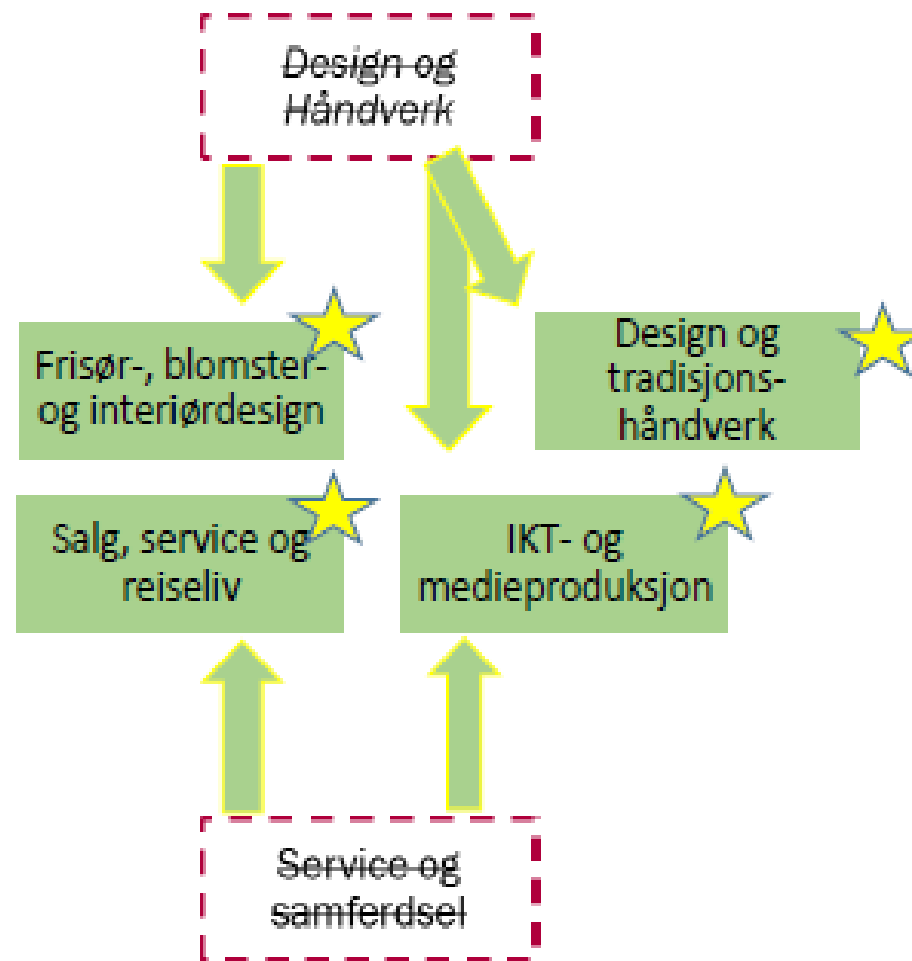 Design og
Håndverk
Frisør-, blomster-
og interiørdesign
Design og
tradisjons-
håndverk
Salg, service og
reiseliv
IKT- og
medieproduksjon
Service og
samferdsel